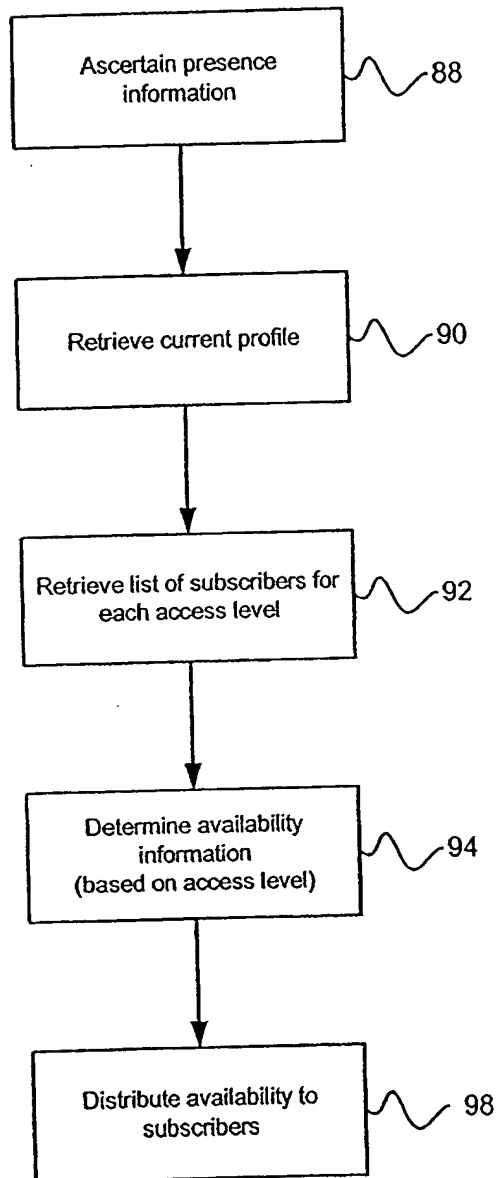 Ascertain presence
information
88
Retrieve current profile
90
Retrieve list of subscribers for
each access level
92
Determine availability
information
(based on access level)
94
Distribute availability to
subscribers
98